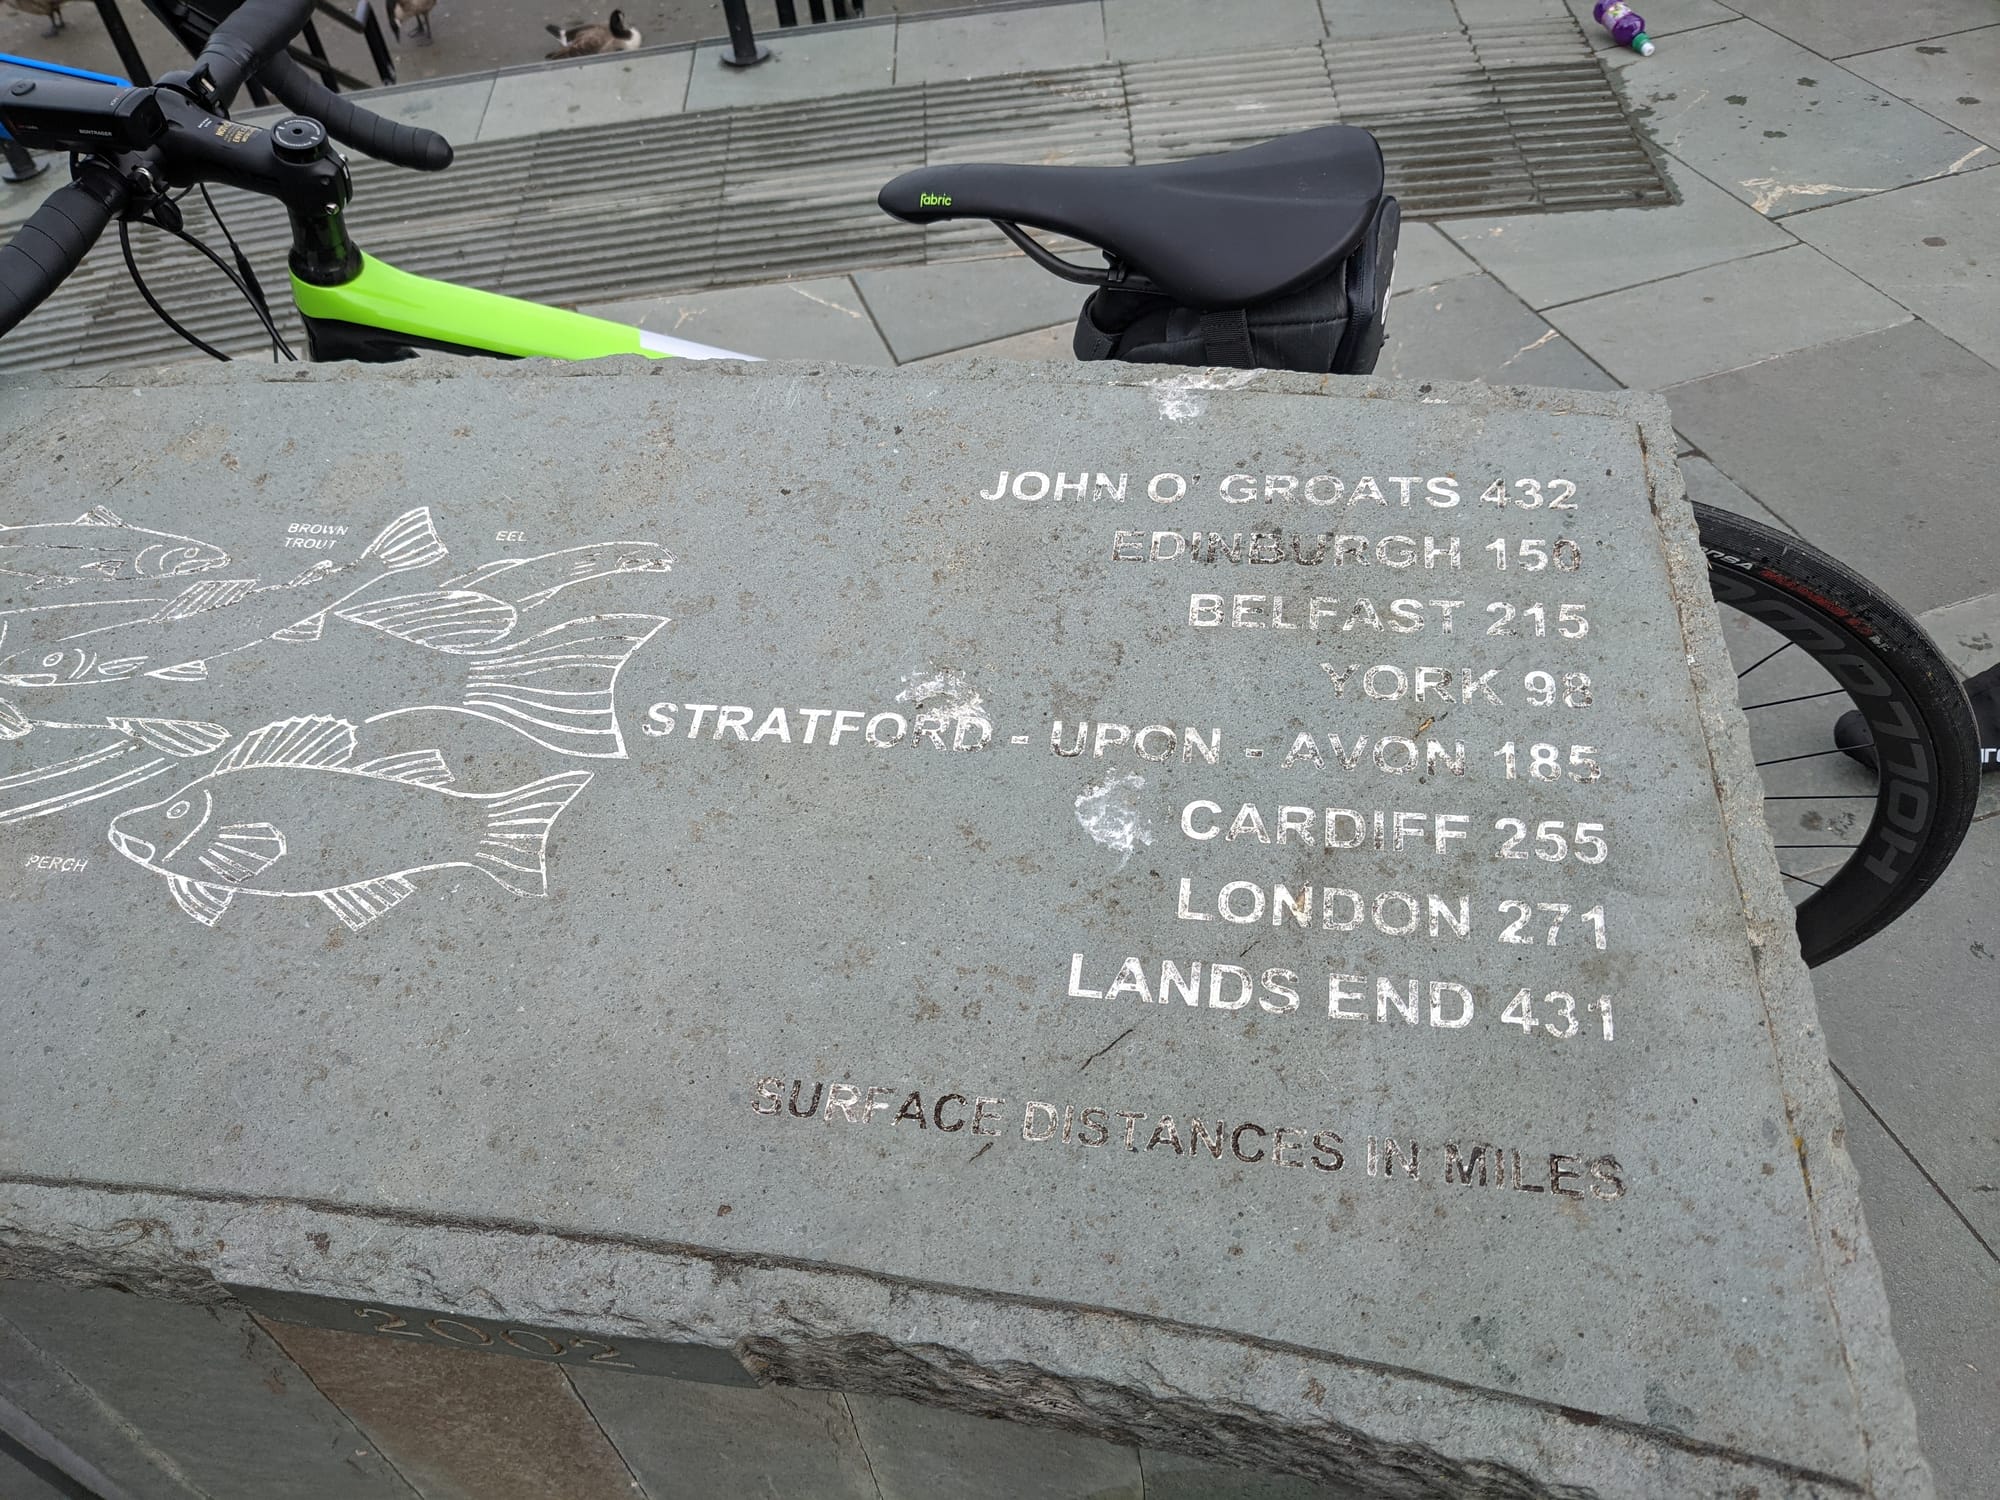 BONTRAGER
fabric
JOHN O' GROATS 432
EDINBURGH 150
BELFAST 215
YORK 98
STRATFORD - UPON - AVON 185
CARDIFF 255
LONDON 271
LANDS END 431
SURFACE DISTANCES IN MILES
BROWN
TROUT
EEL
PERCH
2002